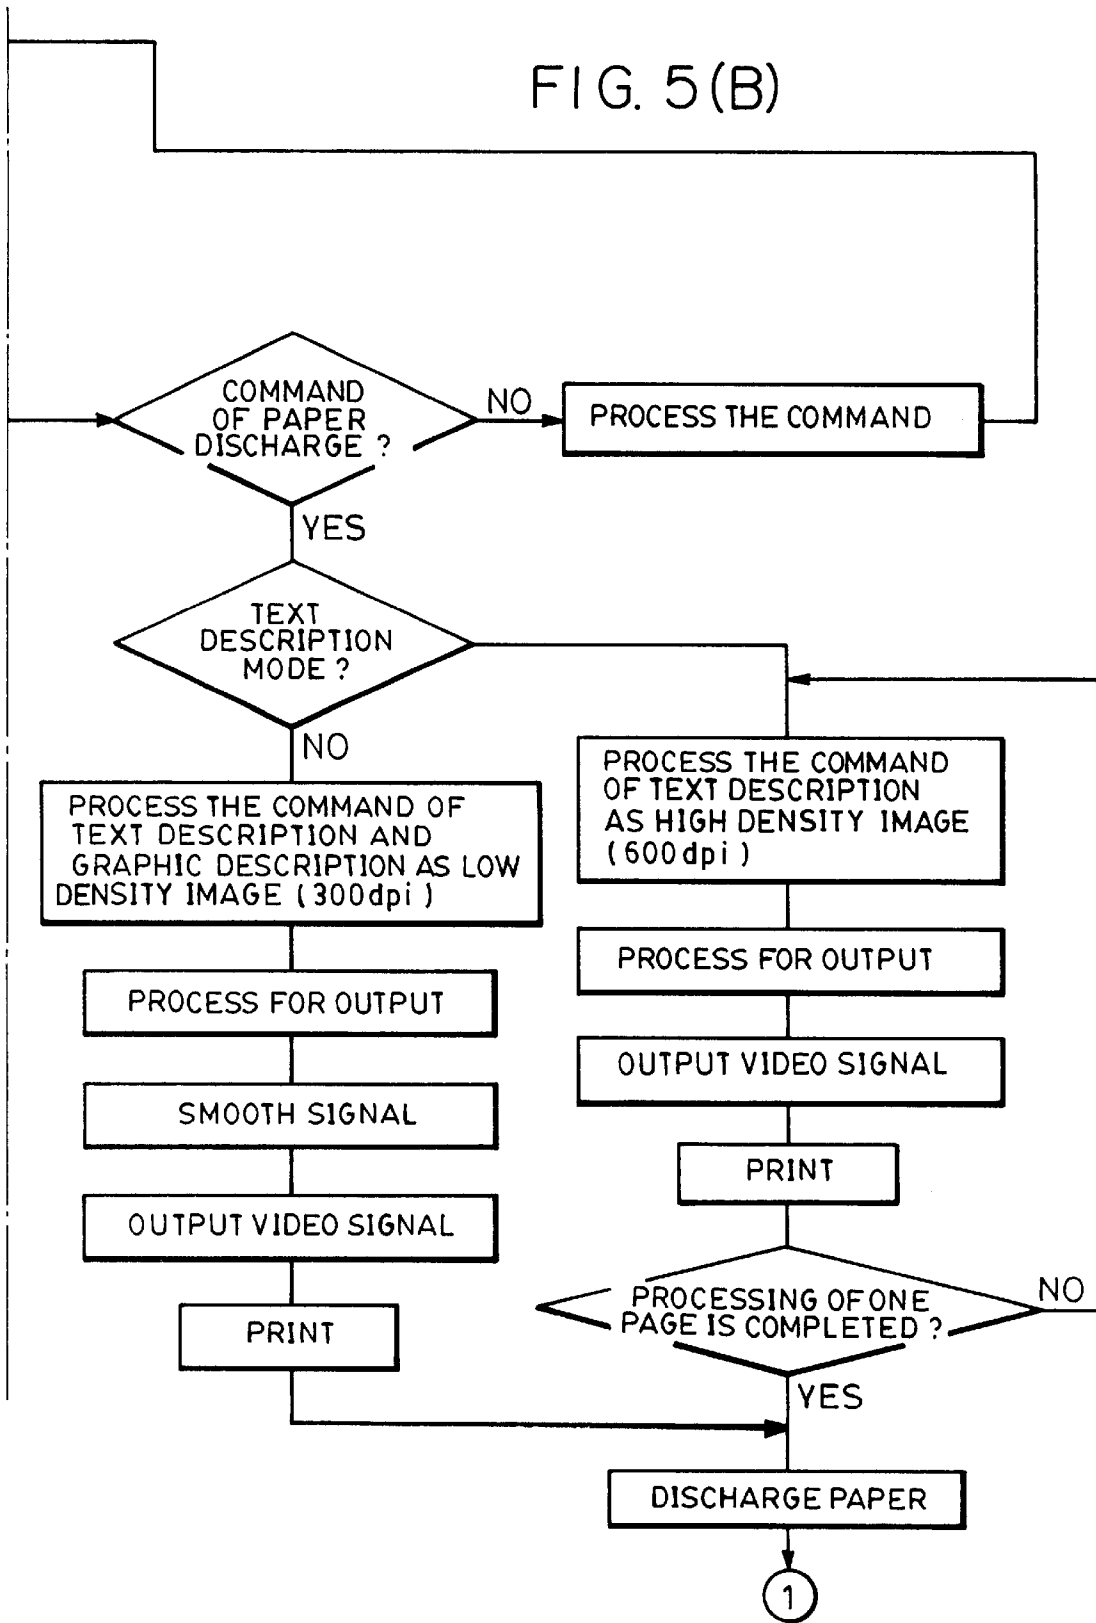 FIG. 5(B)
COMMAND
OF PAPER
DISCHARGE ?
NO
PROCESS THE COMMAND
YES
TEXT
DESCRIPTION
MODE ?
NO
PROCESS THE COMMAND OF
TEXT DESCRIPTION AND
GRAPHIC DESCRIPTION AS LOW
DENSITY IMAGE (300dpi)
PROCESS FOR OUTPUT
SMOOTH SIGNAL
OUTPUT VIDEO SIGNAL
PRINT
PROCESS THE COMMAND
OF TEXT DESCRIPTION
AS HIGH DENSITY IMAGE
(600dpi)
PROCESS FOR OUTPUT
OUTPUT VIDEO SIGNAL
PRINT
PROCESSING OF ONE
PAGE IS COMPLETED ?
NO
YES
DISCHARGE PAPER
1